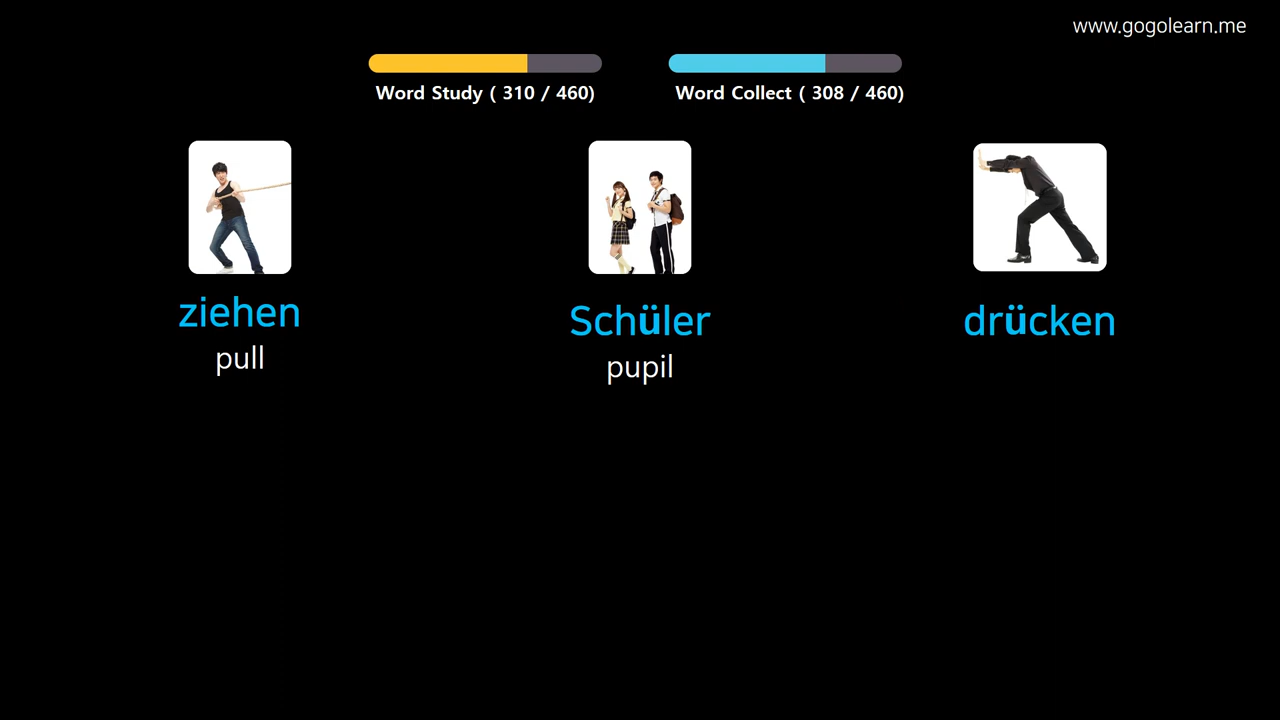 www.gogolearn.me
Word Study ( 310 / 460)
Word Collect ( 308 / 460)
ziehen
pull
Schüler
pupil
drücken